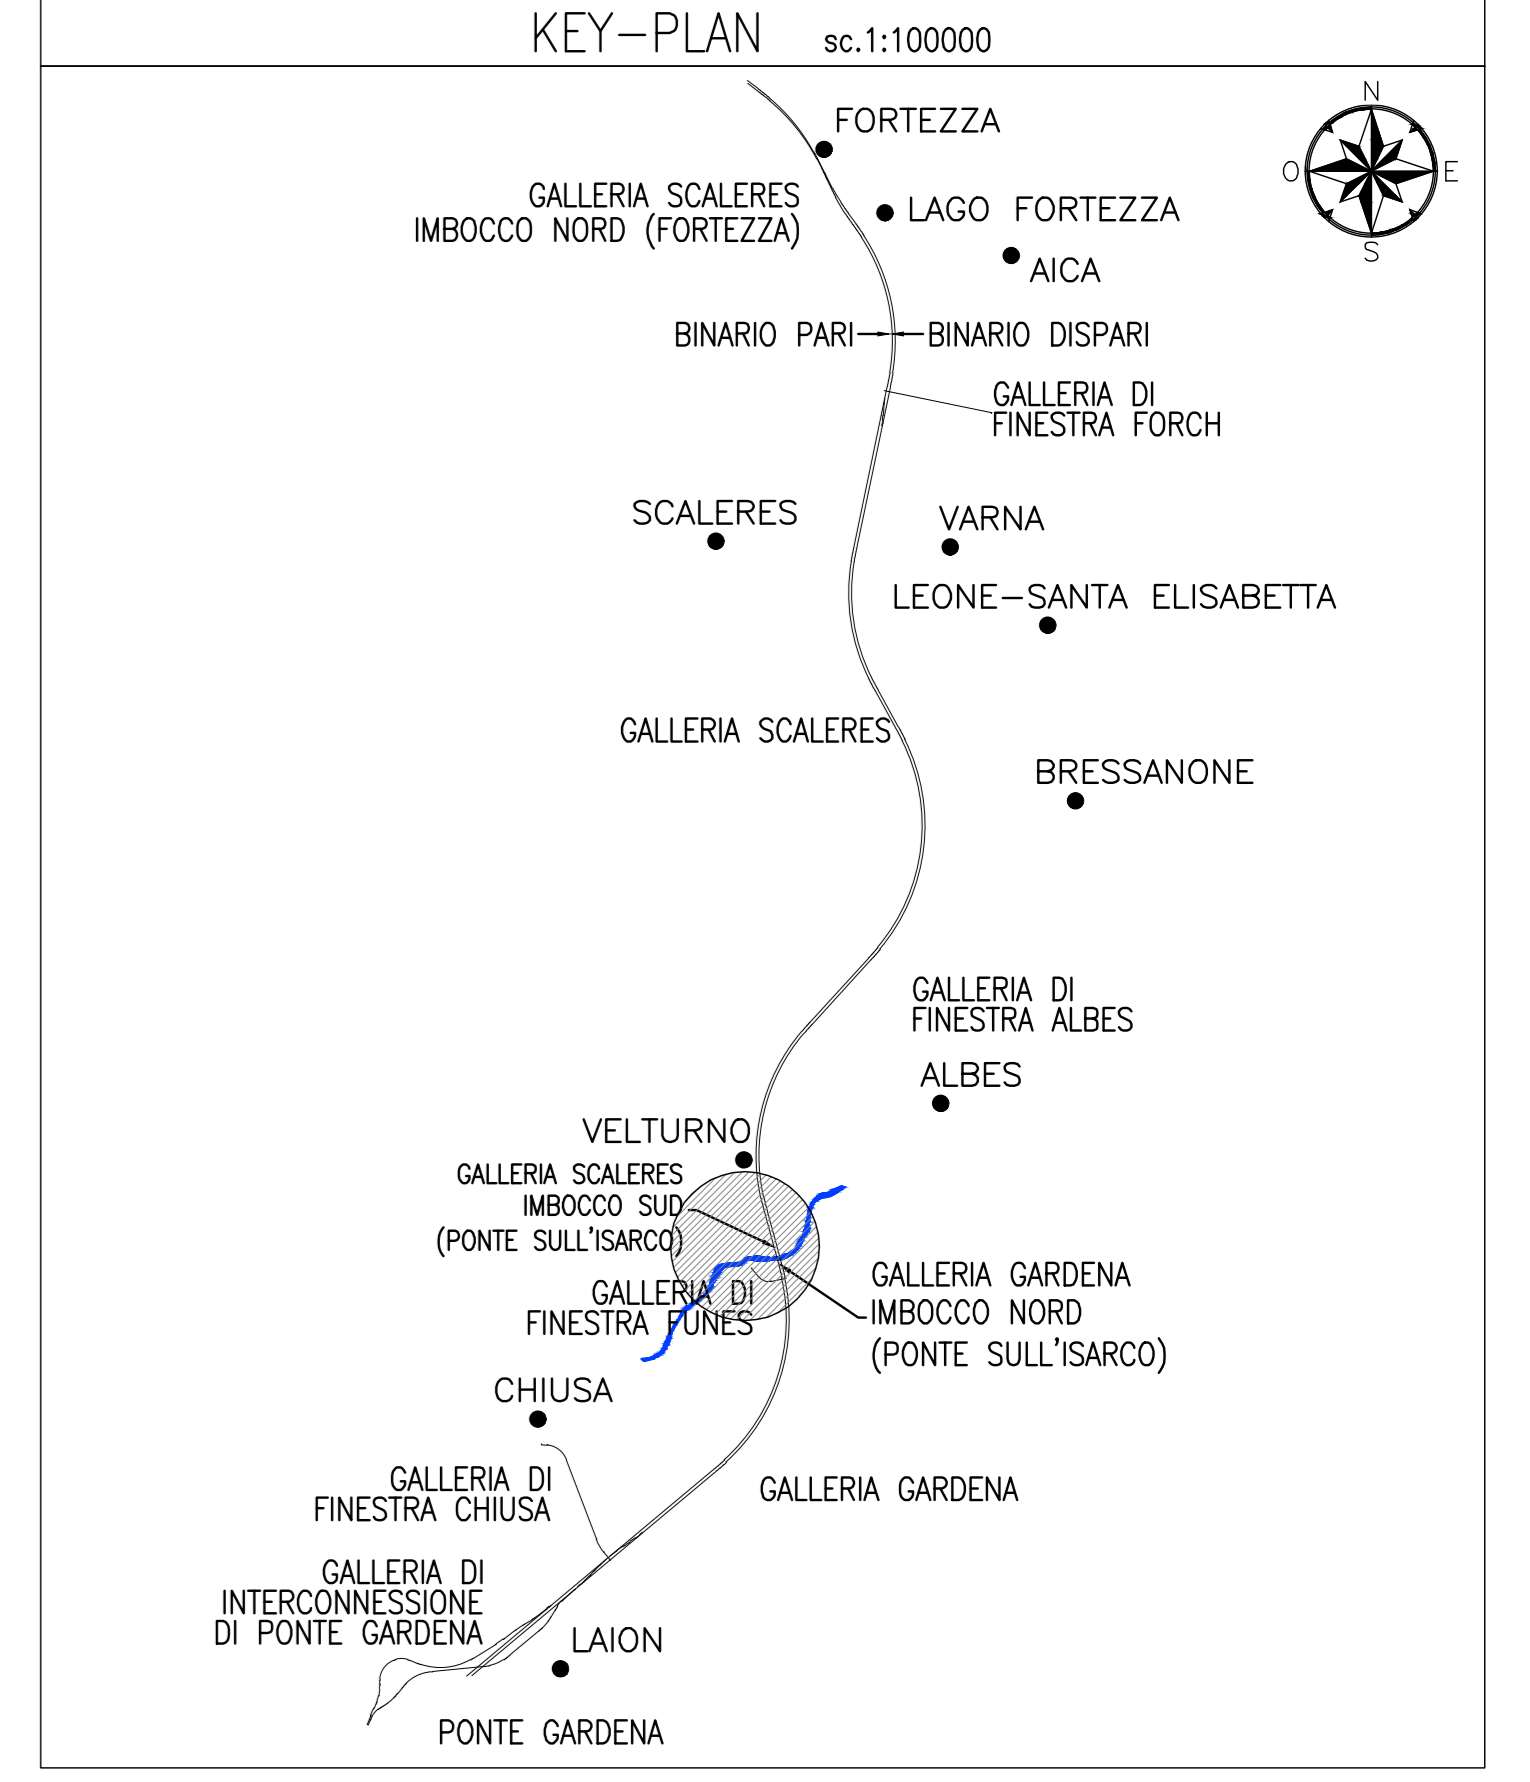 KEY-PLAN sc.1:100000
N
O
E
S
FORTEZZA
GALLERIA SCALERES
IMBOCCO NORD (FORTEZZA)
LAGO FORTEZZA
AICA
BINARIO PARI
BINARIO DISPARI
GALLERIA DI
FINESTRA FORCH
SCALERES
VARNA
LEONE-SANTA ELISABETTA
GALLERIA SCALERES
BRESSANONE
GALLERIA DI
FINESTRA ALBES
ALBES
VELTURNO
GALLERIA SCALERES
IMBOCCO SUD
(PONTE SULL'ISARCO)
GALLERIA DI
FINESTRA FUNES
GALLERIA GARDENA
IMBOCCO NORD
(PONTE SULL'ISARCO)
CHIUSA
GALLERIA DI
FINESTRA CHIUSA
GALLERIA GARDENA
GALLERIA DI
INTERCONNESSIONE
DI PONTE GARDENA
LAION
PONTE GARDENA